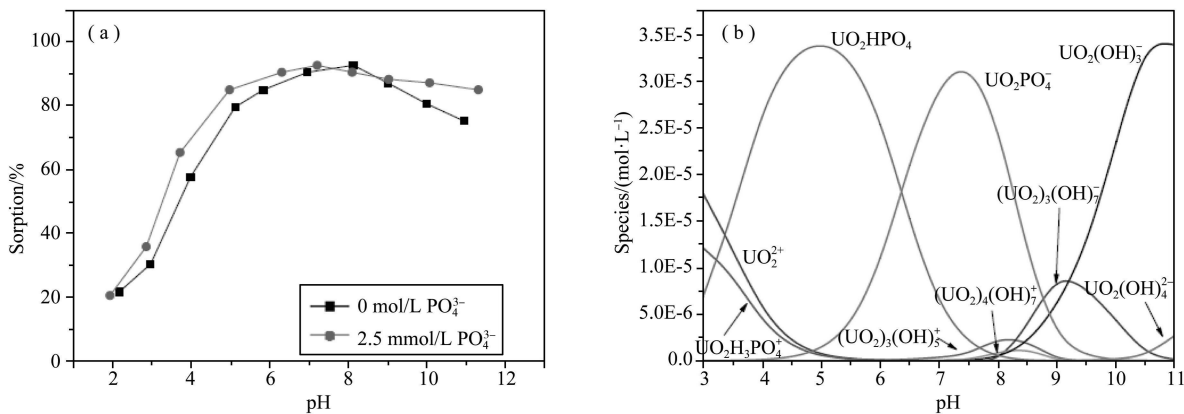 ( a )
100
80
60
40
20
0
Sorption/%
2
4
6
8
10
12
pH
0 mol/L PO₄³⁻
2.5 mmol/L PO₄³⁻
( b )
3.5E-5
3.0E-5
2.5E-5
2.0E-5
1.5E-5
1.0E-5
5.0E-6
0.0
Species/(mol·L⁻¹)
UO₂HPO₄
UO₂PO₄⁻
UO₂(OH)₃⁻
(UO₂)₃(OH)₇⁻
UO₂²⁺
(UO₂)₄(OH)₇⁺
UO₂(OH)₄²⁻
(UO₂)₃(OH)₅⁺
UO₂H₃PO₄⁺
3
4
5
6
7
8
9
10
11
pH